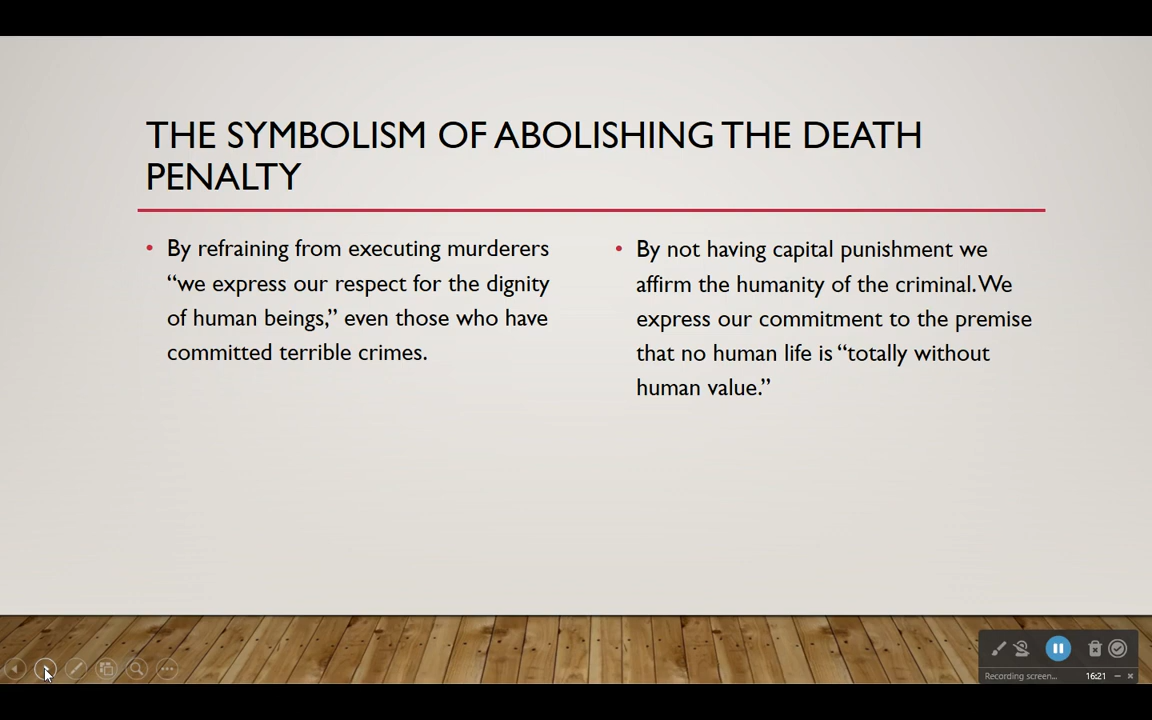 THE SYMBOLISM OF ABOLISHING THE DEATH
PENALTY
• By refraining from executing murderers
“we express our respect for the dignity
of human beings,” even those who have
committed terrible crimes.
• By not having capital punishment we
affirm the humanity of the criminal. We
express our commitment to the premise
that no human life is “totally without
human value.”
Recording screen... 16:21